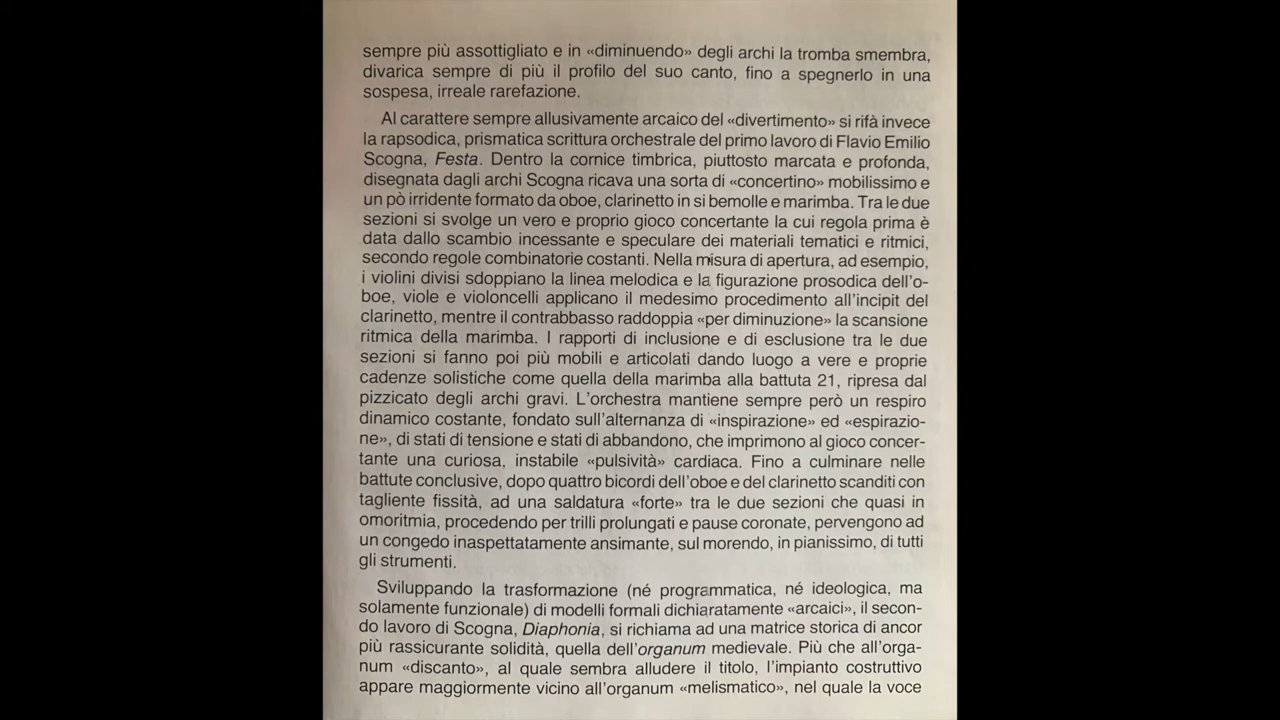 sempre più assottigliato e in «diminuendo» degli archi la tromba smembra,
divarica sempre di più il profilo del suo canto, fino a spegnerlo in una
sospesa, irreale rarefazione.
Al carattere sempre allusivamente arcaico del «divertimento» si rifà invece
la rapsodica, prismatica scrittura orchestrale del primo lavoro di Flavio Emilio
Scogna, Festa. Dentro la cornice timbrica, piuttosto marcata e profonda,
disegnata dagli archi Scogna ricava una sorta di «concertino» mobilissimo e
un pò irridente formato da oboe, clarinetto in si bemolle e marimba. Tra le due
sezioni si svolge un vero e proprio gioco concertante la cui regola prima è
data dallo scambio incessante e speculare dei materiali tematici e ritmici,
secondo regole combinatorie costanti. Nella misura di apertura, ad esempio,
i violini divisi sdoppiano la linea melodica e la figurazione prosodica dell'o-
boe, viole e violoncelli applicano il medesimo procedimento all'incipit del
clarinetto, mentre il contrabbasso raddoppia «per diminuzione» la scansione
ritmica della marimba. I rapporti di inclusione e di esclusione tra le due
sezioni si fanno poi più mobili e articolati dando luogo a vere e proprie
cadenze solistiche come quella della marimba alla battuta 21, ripresa dal
pizzicato degli archi gravi. L'orchestra mantiene sempre però un respiro
dinamico costante, fondato sull'alternanza di «inspirazione» ed «espirazio-
ne», di stati di tensione e stati di abbandono, che imprimono al gioco concer-
tante una curiosa, instabile «pulsività» cardiaca. Fino a culminare nelle
battute conclusive, dopo quattro bicordi dell'oboe e del clarinetto scanditi con
tagliente fissità, ad una saldatura «forte» tra le due sezioni che quasi in
omoritmia, procedendo per trilli prolungati e pause coronate, pervengono ad
un congedo inaspettatamente ansimante, sul morendo, in pianissimo, di tutti
gli strumenti.
Sviluppando la trasformazione (né programmatica, né ideologica, ma
solamente funzionale) di modelli formali dichiaratamente «arcaici», il secon-
do lavoro di Scogna, Diaphonia, si richiama ad una matrice storica di ancor
più rassicurante solidità, quella dell'organum medievale. Più che all'orga-
num «discanto», al quale sembra alludere il titolo, l'impianto costruttivo
appare maggiormente vicino all'organum «melismatico», nel quale la voce